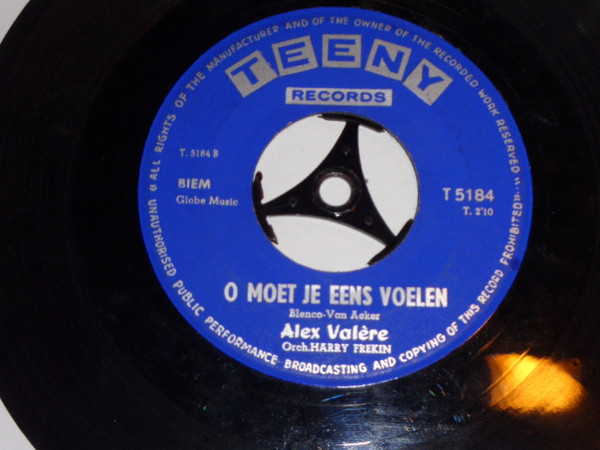 TEENY
RECORDS
T. 5184 B
BIEM
Globe Music
T 5184
T. 2'10
O MOET JE EENS VOELEN
Blenco-Van Acker
Alex Valère
Orch. HARRY FREKIN
« ALL RIGHTS OF THE MANUFACTURER AND OF THE OWNER OF THE RECORDED WORK RESERVED » « UNAUTHORISED PUBLIC PERFORMANCE BROADCASTING AND COPYING OF THIS RECORD PROHIBITED »